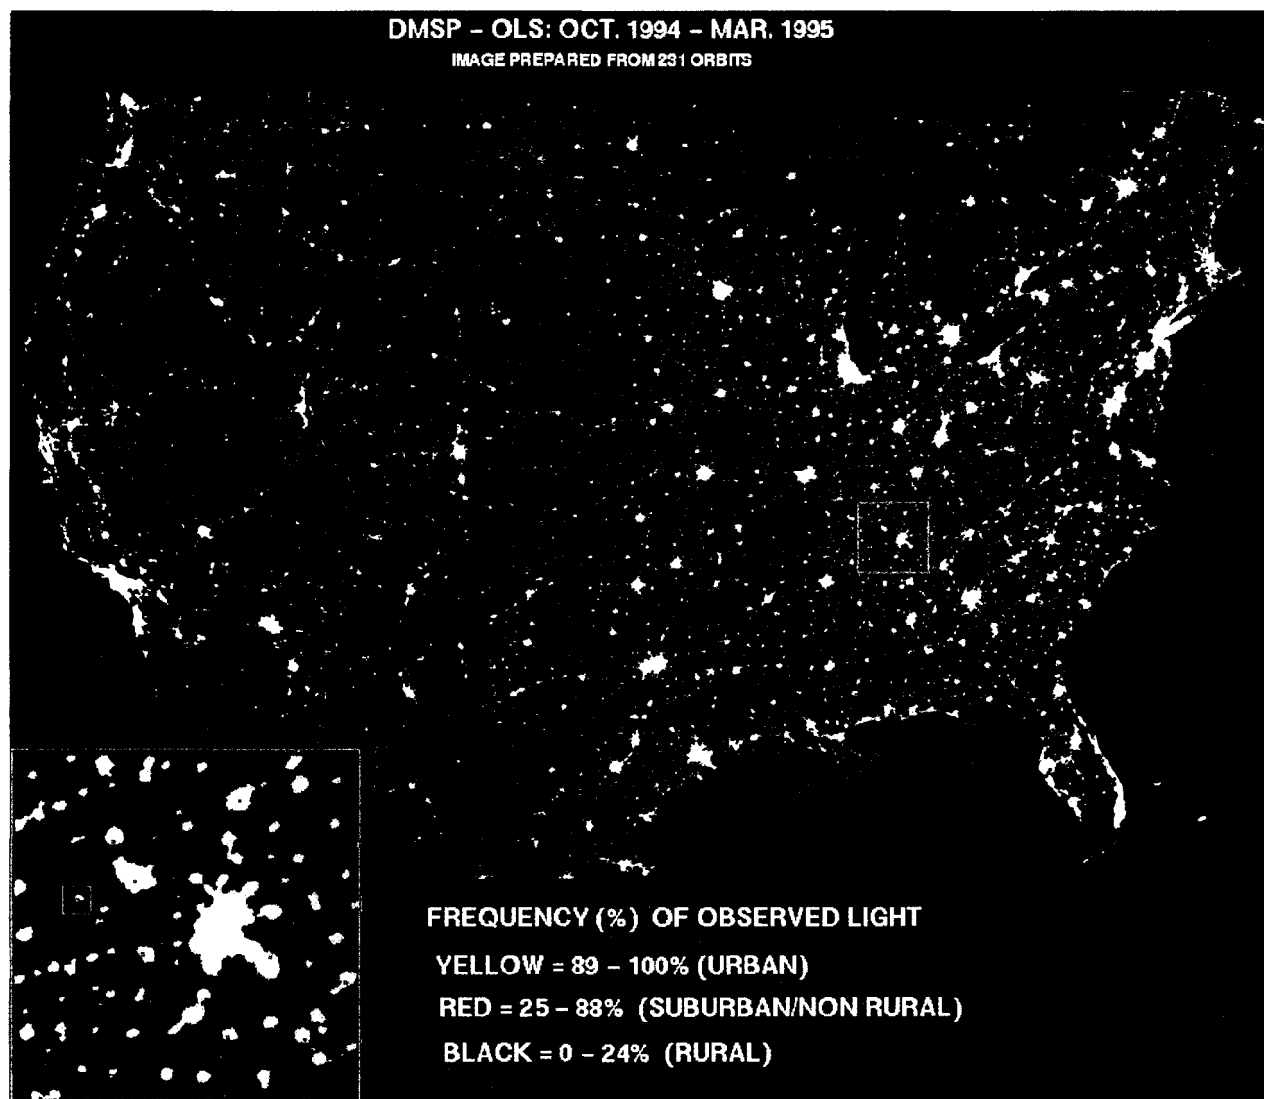 DMSP – OLS: OCT. 1994 – MAR. 1995
IMAGE PREPARED FROM 231 ORBITS
FREQUENCY (%) OF OBSERVED LIGHT
YELLOW = 89 – 100% (URBAN)
RED = 25 – 88% (SUBURBAN/NON RURAL)
BLACK = 0 – 24% (RURAL)